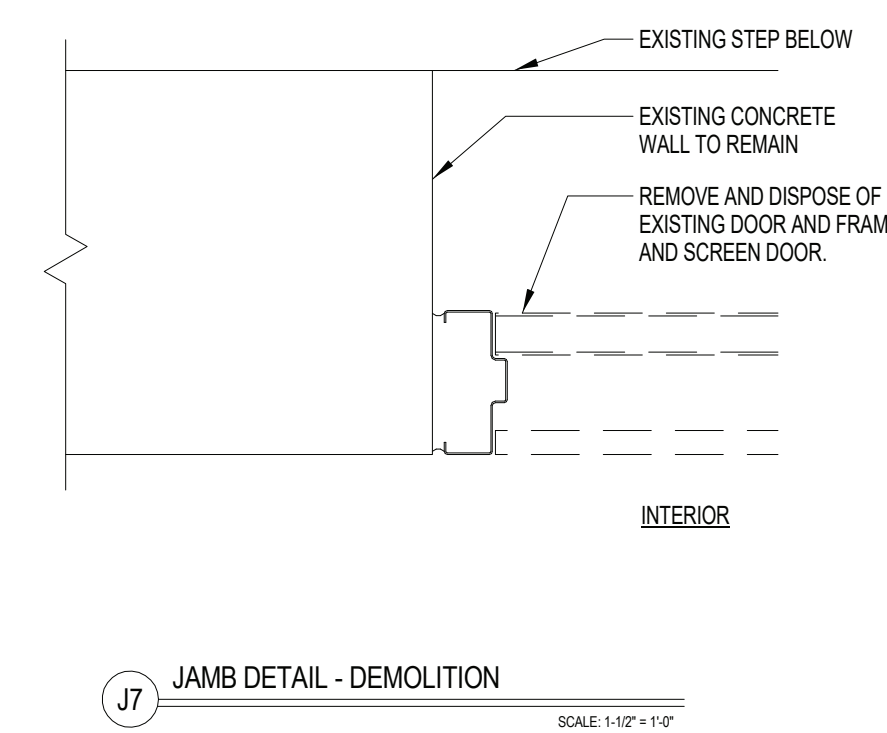 EXISTING STEP BELOW
EXISTING CONCRETE
WALL TO REMAIN
REMOVE AND DISPOSE OF
EXISTING DOOR AND FRAM
AND SCREEN DOOR.
INTERIOR
J7
JAMB DETAIL - DEMOLITION
SCALE: 1-1/2" = 1'-0"